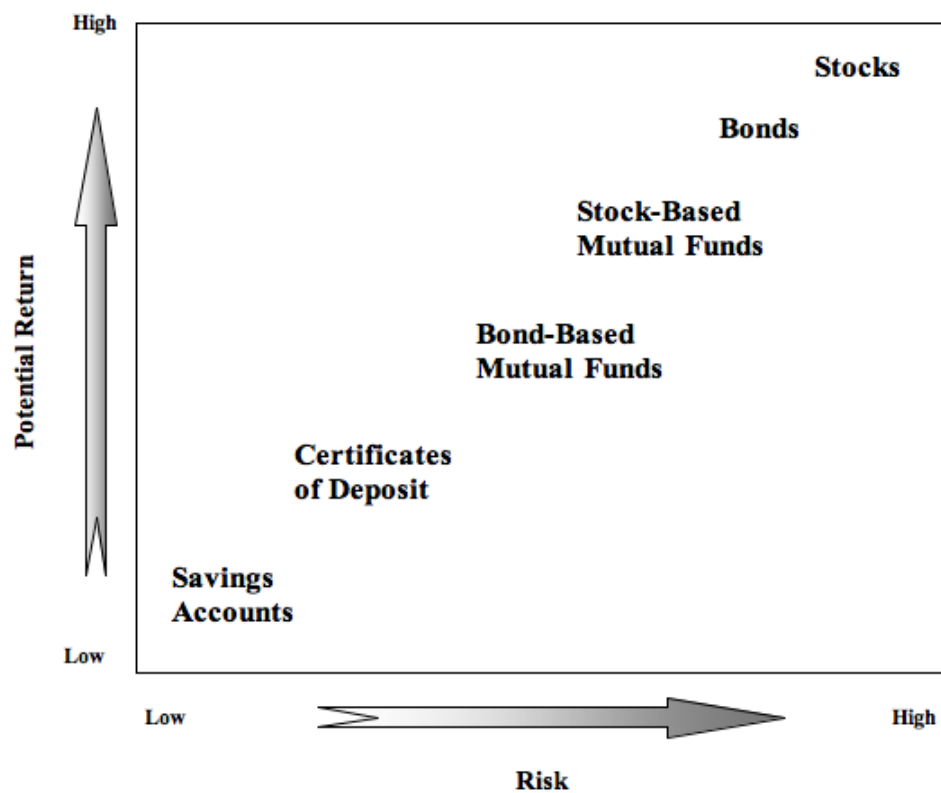 High
Stocks
Bonds
Stock-Based
Mutual Funds
Potential Return
Bond-Based
Mutual Funds
Certificates
of Deposit
Savings
Accounts
Low
Low
High
Risk